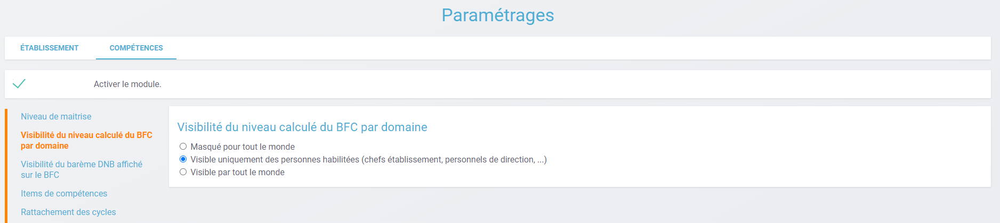 Paramétrages
ÉTABLISSEMENT
COMPÉTENCES
Activer le module.
Niveau de maitrise
Visibilité du niveau calculé du BFC
par domaine
Visibilité du barème DNB affiché
sur le BFC
Items de compétences
Rattachement des cycles
Visibilité du niveau calculé du BFC par domaine
Masqué pour tout le monde
Visible uniquement des personnes habilitées (chefs établissement, personnels de direction, ...)
Visible par tout le monde